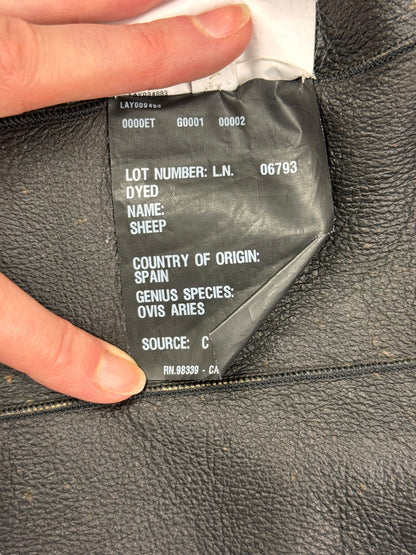 LAY009483
0000ET G0001 00002
LOT NUMBER: L.N. 06793
DYED
NAME:
SHEEP
COUNTRY OF ORIGIN:
SPAIN
GENIUS SPECIES:
OVIS ARIES
SOURCE: C
RN.98339 - CA